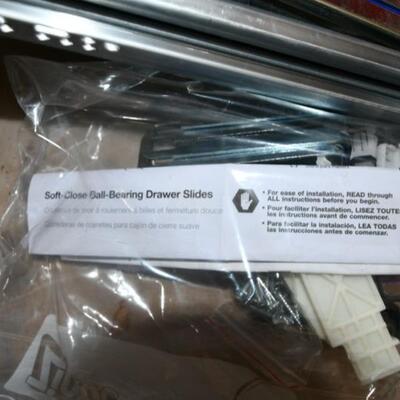 Soft-Close Ball-Bearing Drawer Slides
Coulisses de tiroir à roulement à billes et fermeture douce
Correderas de cojinetes para cajón de cierre suave
• For ease of installation, READ through
ALL instructions before you begin.
• Pour faciliter l'installation, LISEZ TOUTES
les instructions avant de commencer.
• Para facilitar la instalación, LEA TODAS
las instrucciones antes de comenzar.